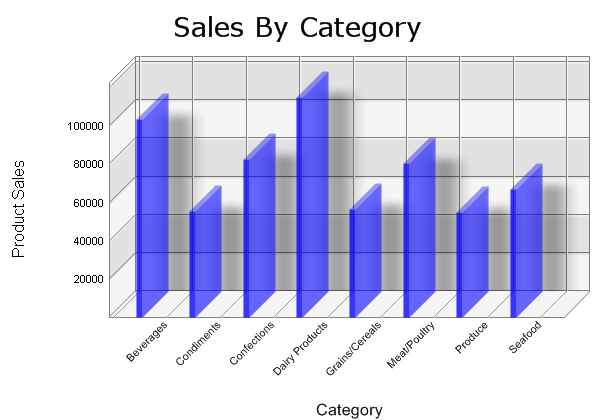 Sales By Category
Product Sales
100000
80000
60000
40000
20000
Beverages
Condiments
Confections
Dairy Products
Grains/Cereals
Meat/Poultry
Produce
Seafood
Category